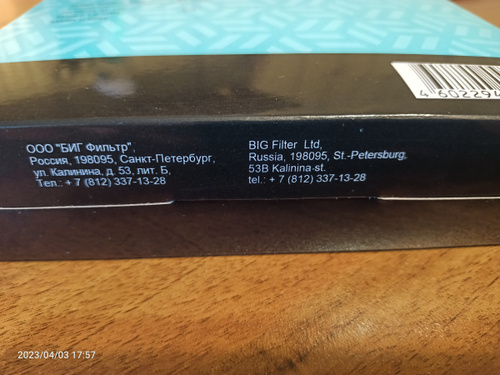 4602294
ООО "БИГ Фильтр",
Россия, 198095, Санкт-Петербург,
ул. Калинина, д. 53, лит. Б,
Тел.: + 7 (812) 337-13-28
BIG Filter Ltd,
Russia, 198095, St.-Petersburg,
53B Kalinina-st.
tel.: + 7 (812) 337-13-28
2023/04/03 17:57